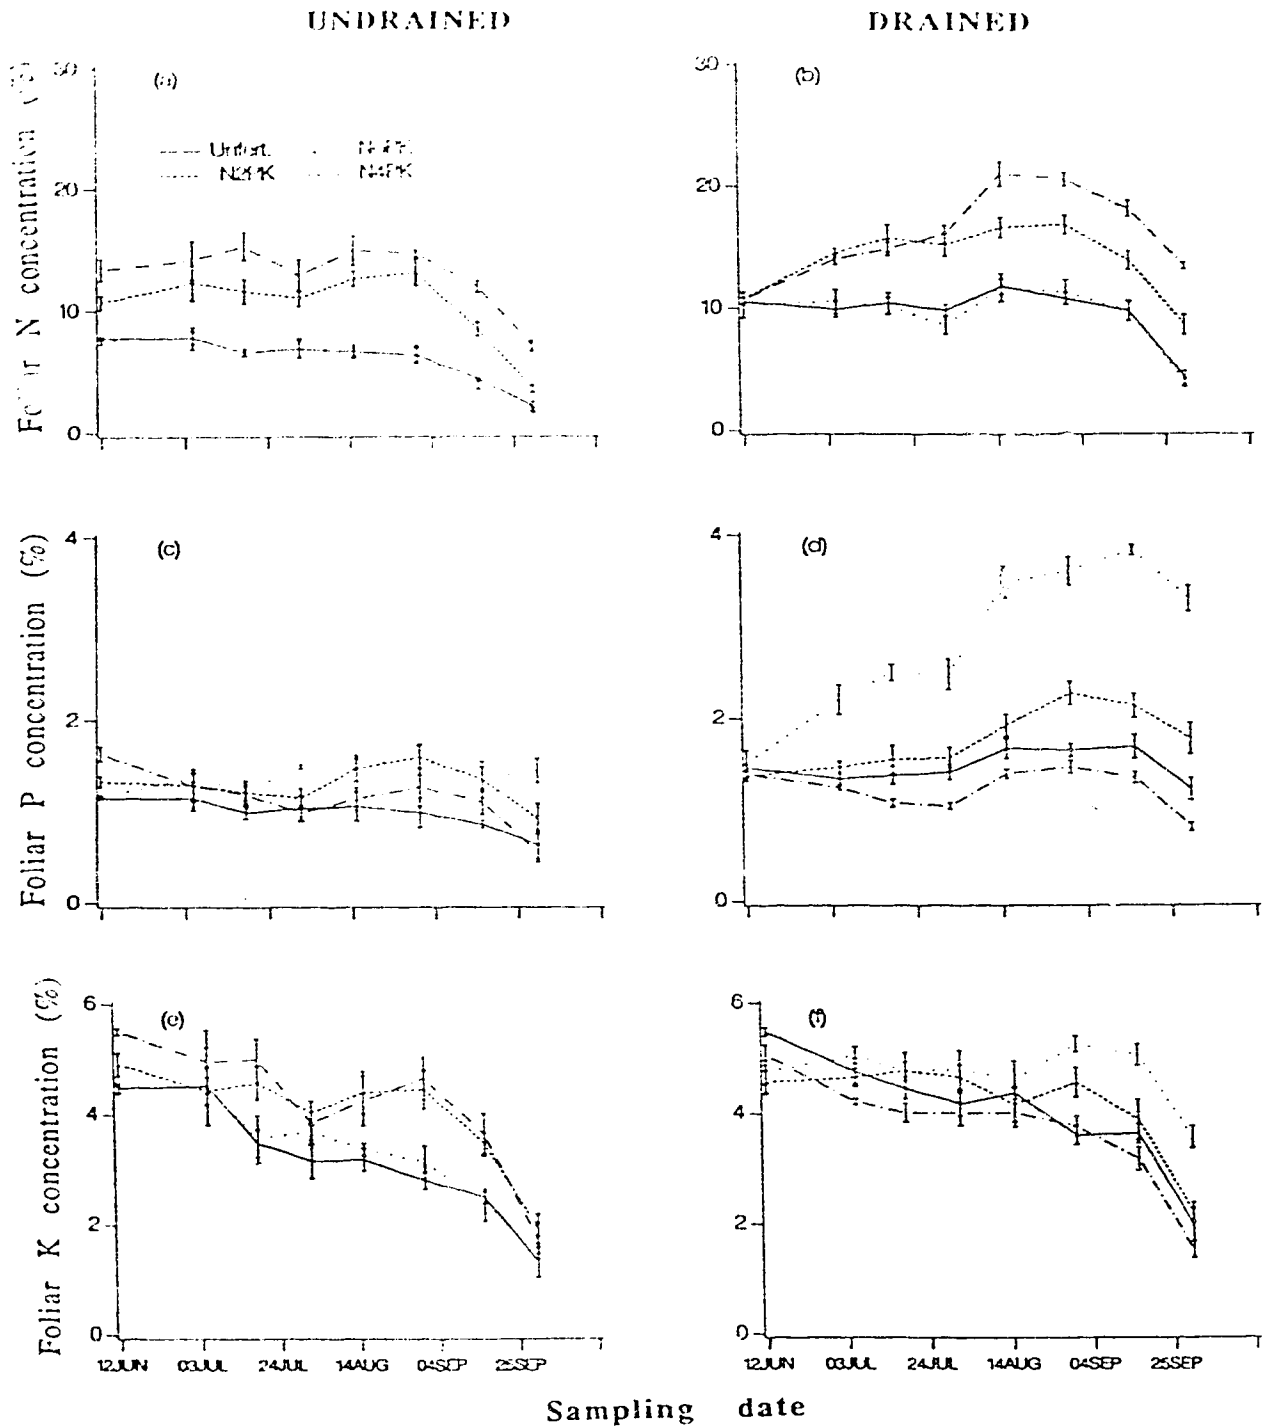 UNDRAINED DRAINED
(a)
(b)
30
20
10
0
30
20
10
0
Unfert.
N2PK
N4PK
N concentration
(c)
(d)
4
2
0
4
2
0
Foliar P concentration (%)
(e)
(f)
6
4
2
0
6
4
2
0
Foliar K concentration (%)
12JUN 03JUL 24JUL 14AUG 04SEP 25SEP
12JUN 03JUL 24JUL 14AUG 04SEP 25SEP
Sampling date